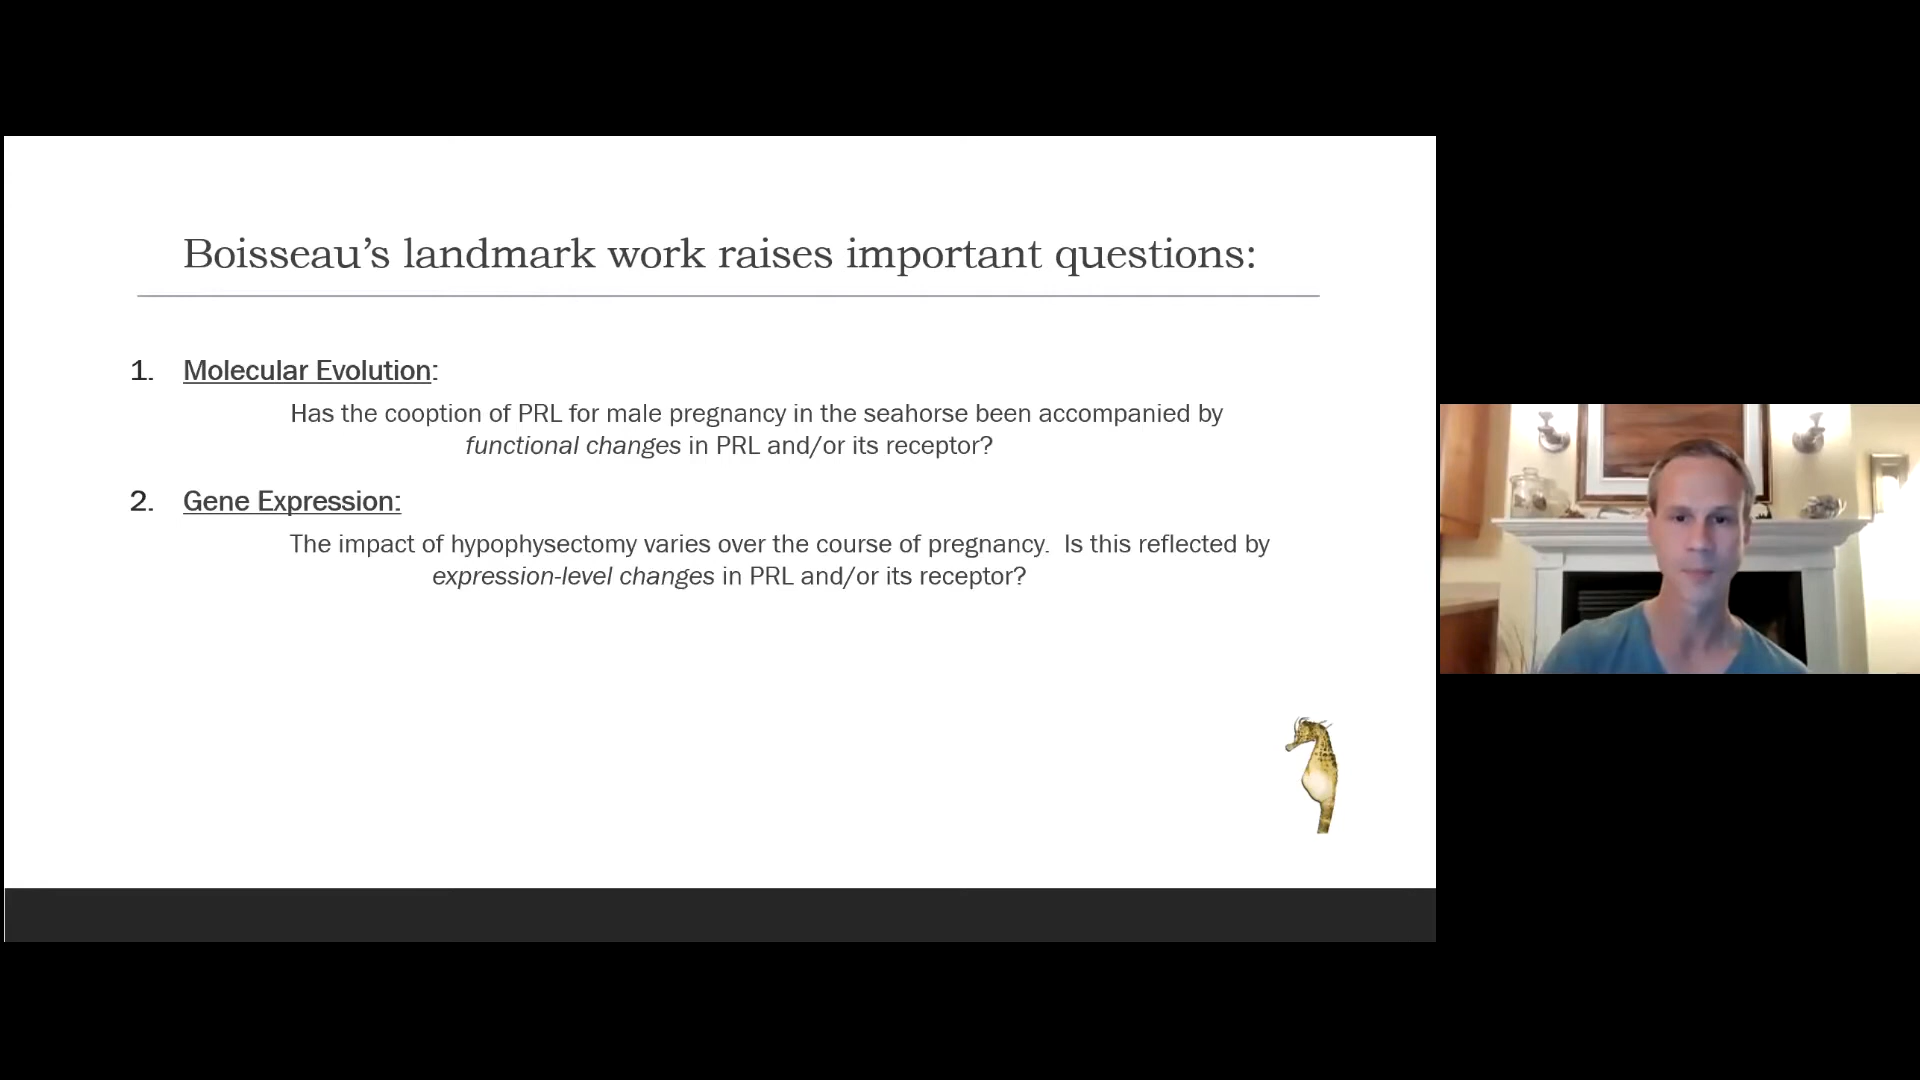 Boisseau’s landmark work raises important questions:
1. Molecular Evolution:
Has the cooption of PRL for male pregnancy in the seahorse been accompanied by
functional changes in PRL and/or its receptor?
2. Gene Expression:
The impact of hypophysectomy varies over the course of pregnancy.  Is this reflected by
expression-level changes in PRL and/or its receptor?